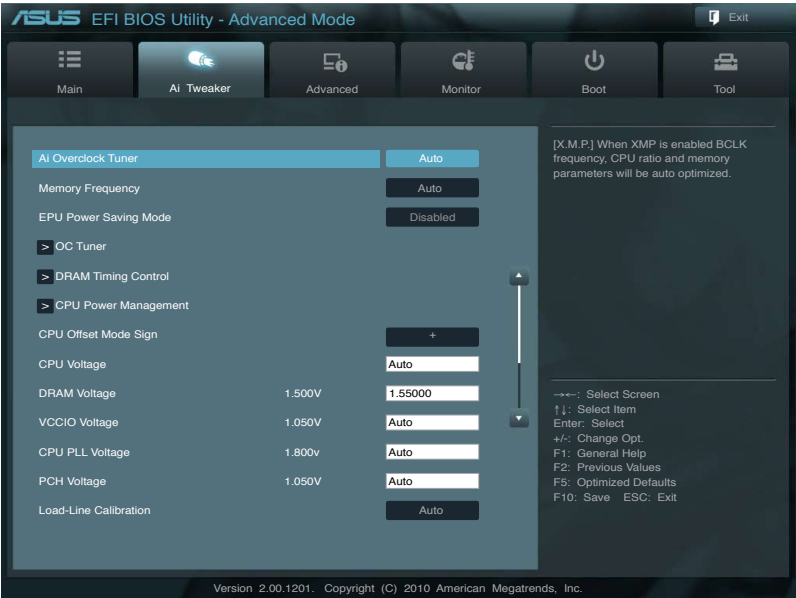 ASUS EFI BIOS Utility - Advanced Mode
Exit
Main
Ai Tweaker
Advanced
Monitor
Boot
Tool
Ai Overclock Tuner Auto
Memory Frequency Auto
EPU Power Saving Mode Disabled
> OC Tuner
> DRAM Timing Control
> CPU Power Management
CPU Offset Mode Sign +
CPU Voltage Auto
DRAM Voltage 1.500V 1.55000
VCCIO Voltage 1.050V Auto
CPU PLL Voltage 1.800v Auto
PCH Voltage 1.050V Auto
Load-Line Calibration Auto
[X.M.P.] When XMP is enabled BCLK
frequency, CPU ratio and memory
parameters will be auto optimized.
→←: Select Screen
↑↓: Select Item
Enter: Select
+/-: Change Opt.
F1: General Help
F2: Previous Values
F5: Optimized Defaults
F10: Save ESC: Exit
Version 2.00.1201. Copyright (C) 2010 American Megatrends, Inc.